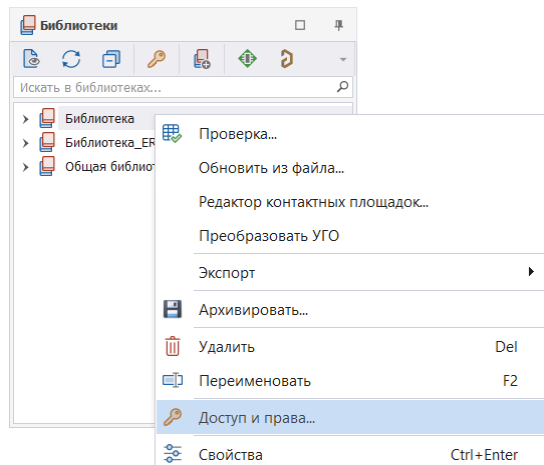 Библиотеки
Искать в библиотеках...
Библиотека
Библиотека_ER
Общая библиот
Проверка...
Обновить из файла...
Редактор контактных площадок...
Преобразовать УГО
Экспорт
Архивировать...
Удалить Del
Переименовать F2
Доступ и права...
Свойства Ctrl+Enter